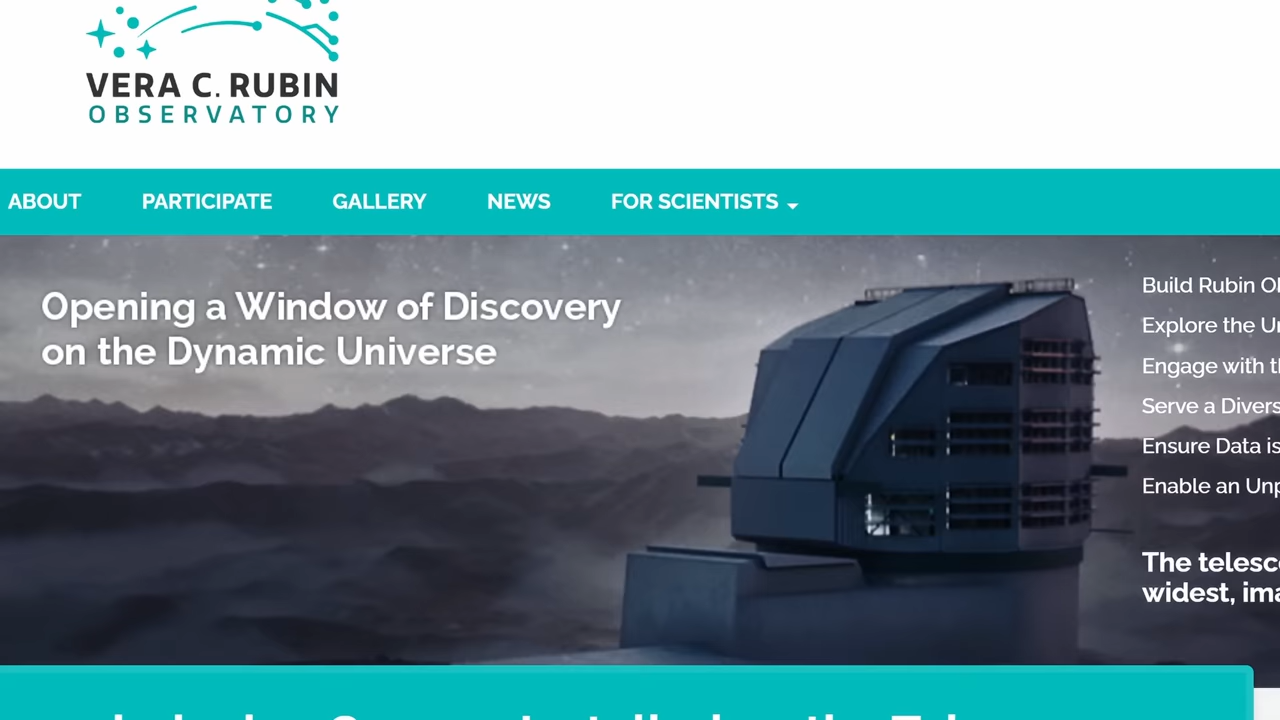 VERA C. RUBIN
OBSERVATORY
ABOUT PARTICIPATE GALLERY NEWS FOR SCIENTISTS
Opening a Window of Discovery
on the Dynamic Universe
Build Rubin
Explore the
Engage with
Serve a
Ensure Data is
Enable an
The
widest,